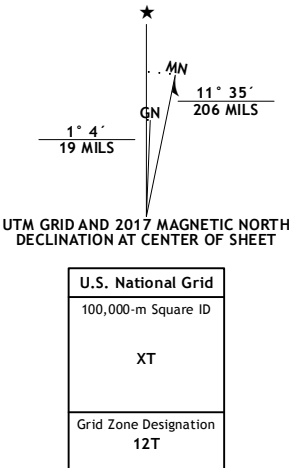 ★
MN
GN
11° 35´
206 MILS
1° 4´
19 MILS
UTM GRID AND 2017 MAGNETIC NORTH
DECLINATION AT CENTER OF SHEET
U.S. National Grid
100,000-m Square ID
XT
Grid Zone Designation
12T